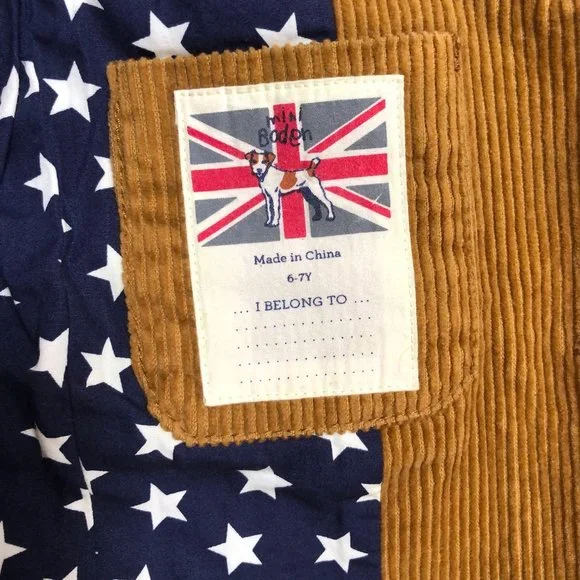 mini
Boden
Made in China
6-7Y
... I BELONG TO ...